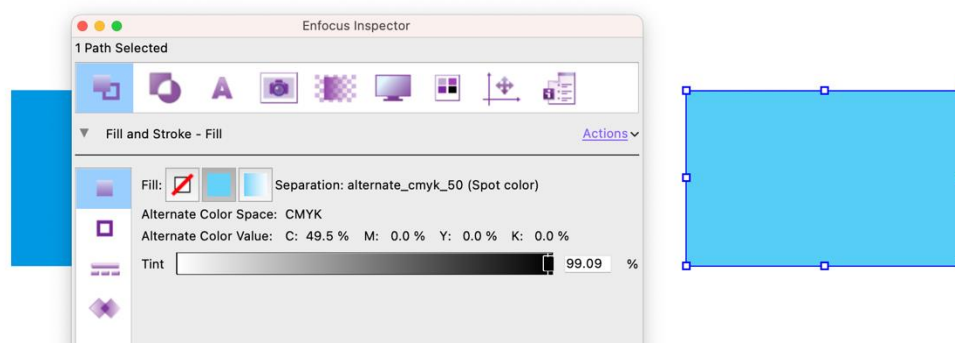 Enfocus Inspector
1 Path Selected
A
Fill and Stroke - Fill
Actions
Fill:
Separation: alternate_cmyk_50 (Spot color)
Alternate Color Space: CMYK
Alternate Color Value: C: 49.5 % M: 0.0 % Y: 0.0 % K: 0.0 %
Tint
99.09 %